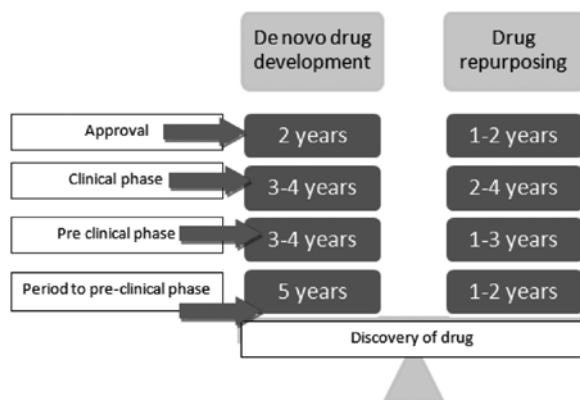 De novo drug
development
Drug
repurposing
Approval
2 years
1-2 years
Clinical phase
3-4 years
2-4 years
Pre clinical phase
3-4 years
1-3 years
Period to pre-clinical phase
5 years
1-2 years
Discovery of drug